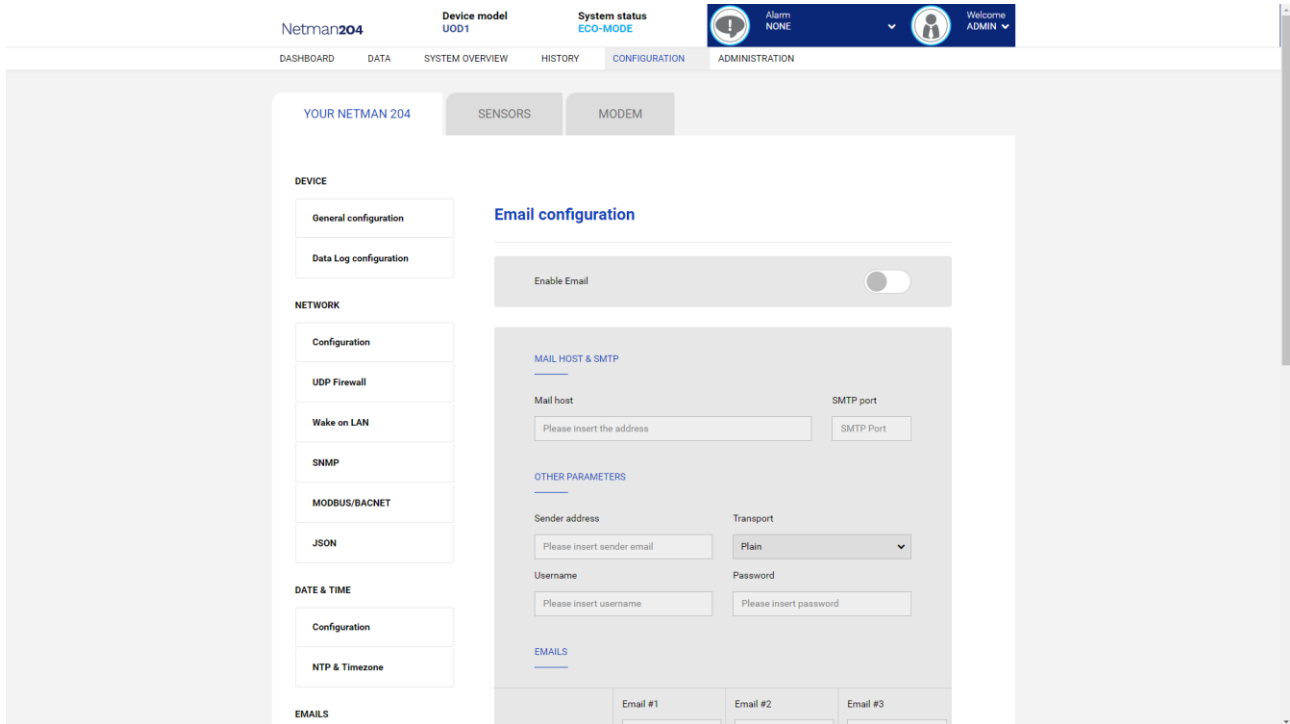 Netman204
Device model
UOD1
System status
ECO-MODE
Alarm
NONE
Welcome
ADMIN
DASHBOARD DATA SYSTEM OVERVIEW HISTORY CONFIGURATION ADMINISTRATION
YOUR NETMAN 204 SENSORS MODEM
DEVICE
General configuration
Data Log configuration
NETWORK
Configuration
UDP Firewall
Wake on LAN
SNMP
MODBUS/BACNET
JSON
DATE & TIME
Configuration
NTP & Timezone
EMAILS
Email configuration
Enable Email
MAIL HOST & SMTP
Mail host SMTP port
Please insert the address SMTP Port
OTHER PARAMETERS
Sender address Transport
Please insert sender email Plain
Username Password
Please insert username Please insert password
EMAILS
Email #1 Email #2 Email #3